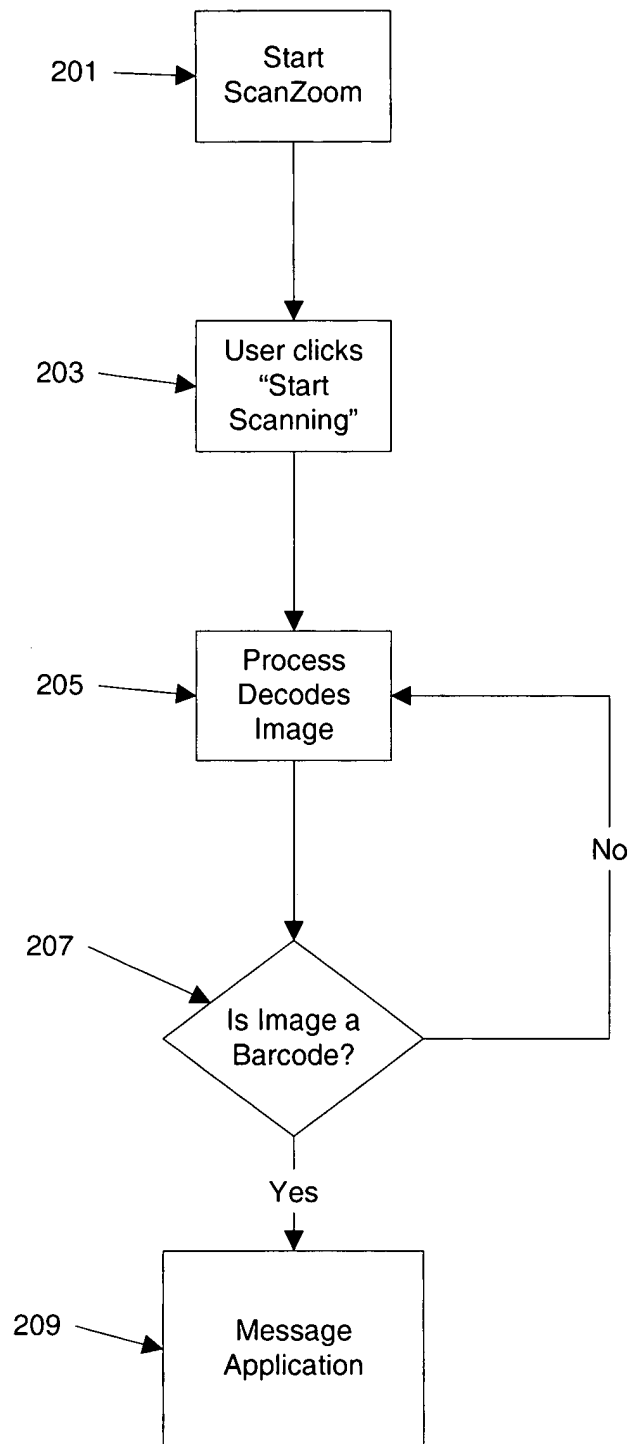 201
Start
ScanZoom
203
User clicks
“Start
Scanning”
205
Process
Decodes
Image
No
207
Is Image a
Barcode?
Yes
209
Message
Application